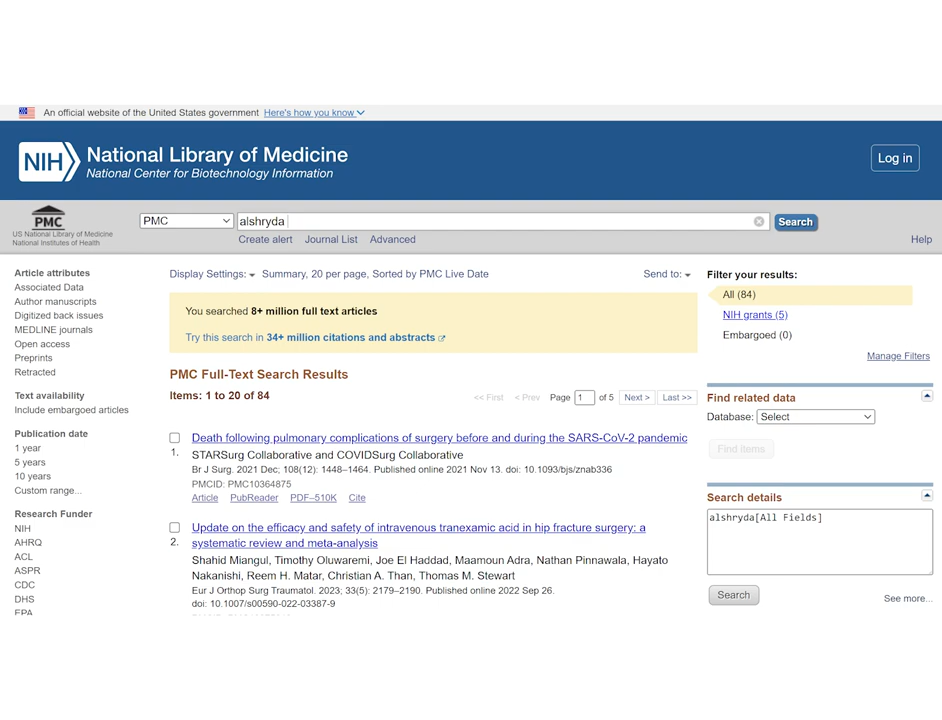 An official website of the United States government Here's how you know
NIH National Library of Medicine
National Center for Biotechnology Information
Log in
PMC
US National Library of Medicine
National Institutes of Health
PMC alshryda Search
Create alert Journal List Advanced Help
Article attributes
Associated Data
Author manuscripts
Digitized back issues
MEDLINE journals
Open access
Preprints
Retracted
Text availability
Include embargoed articles
Publication date
1 year
5 years
10 years
Custom range...
Research Funder
NIH
AHRQ
ACL
ASPR
CDC
DHS
EPA
Display Settings: Summary, 20 per page, Sorted by PMC Live Date Send to:
You searched 8+ million full text articles
Try this search in 34+ million citations and abstracts
PMC Full-Text Search Results
Items: 1 to 20 of 84
<< First < Prev Page 1 of 5 Next > Last >>
Death following pulmonary complications of surgery before and during the SARS-CoV-2 pandemic
1. STARSurg Collaborative and COVIDSurg Collaborative
Br J Surg. 2021 Dec; 108(12): 1448–1464. Published online 2021 Nov 13. doi: 10.1093/bjs/znab336
PMCID: PMC10364875
Article PubReader PDF–510K Cite
Update on the efficacy and safety of intravenous tranexamic acid in hip fracture surgery: a
2. systematic review and meta-analysis
Shahid Miangul, Timothy Oluwaremi, Joe El Haddad, Maamoun Adra, Nathan Pinnawala, Hayato
Nakanishi, Reem H. Matar, Christian A. Than, Thomas M. Stewart
Eur J Orthop Surg Traumatol. 2023; 33(5): 2179–2190. Published online 2022 Sep 26.
doi: 10.1007/s00590-022-03387-9
Filter your results:
All (84)
NIH grants (5)
Embargoed (0)
Manage Filters
Find related data
Database: Select
Find items
Search details
alshryda[All Fields]
Search See more...